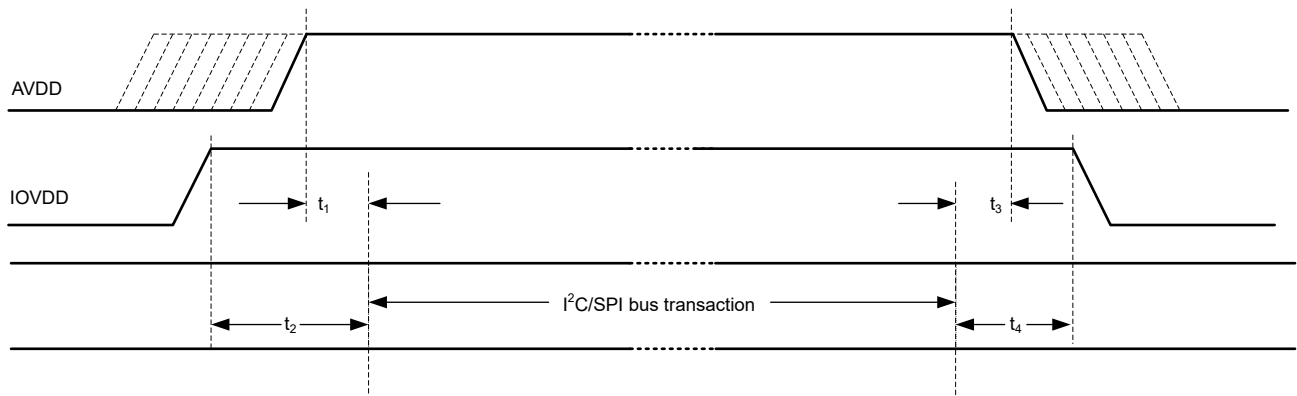 AVDD
IOVDD
t₁
t₃
I²C/SPI bus transaction
t₂
t₄